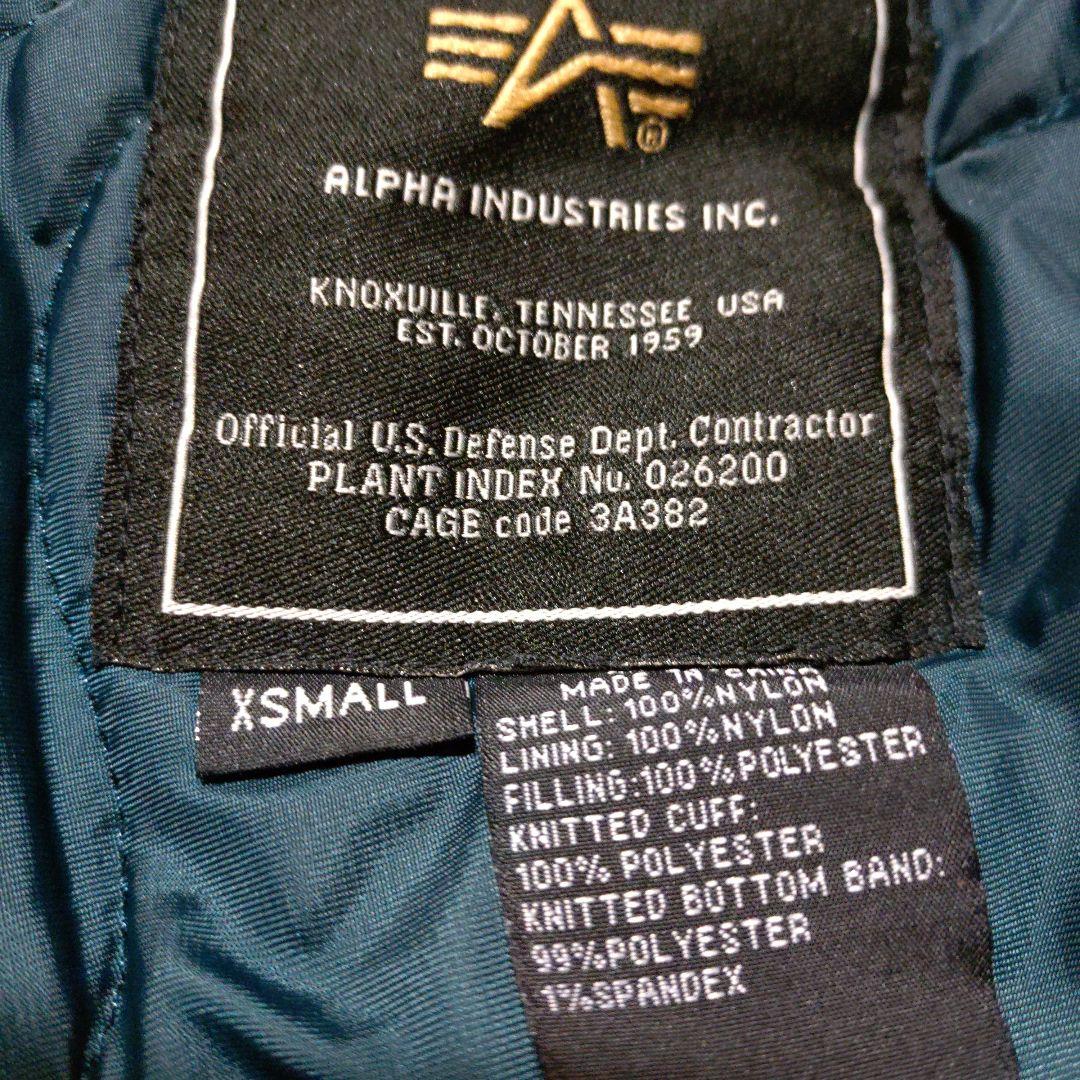 ®
ALPHA INDUSTRIES INC.
KNOXVILLE, TENNESSEE USA
EST. OCTOBER 1959
Official U.S. Defense Dept. Contractor
PLANT INDEX No. 026200
CAGE code 3A382
XSMALL
MADE IN
SHELL: 100%NYLON
LINING: 100%NYLON
FILLING:100%POLYESTER
KNITTED CUFF:
100% POLYESTER
KNITTED BOTTOM BAND:
99%POLYESTER
1%SPANDEX